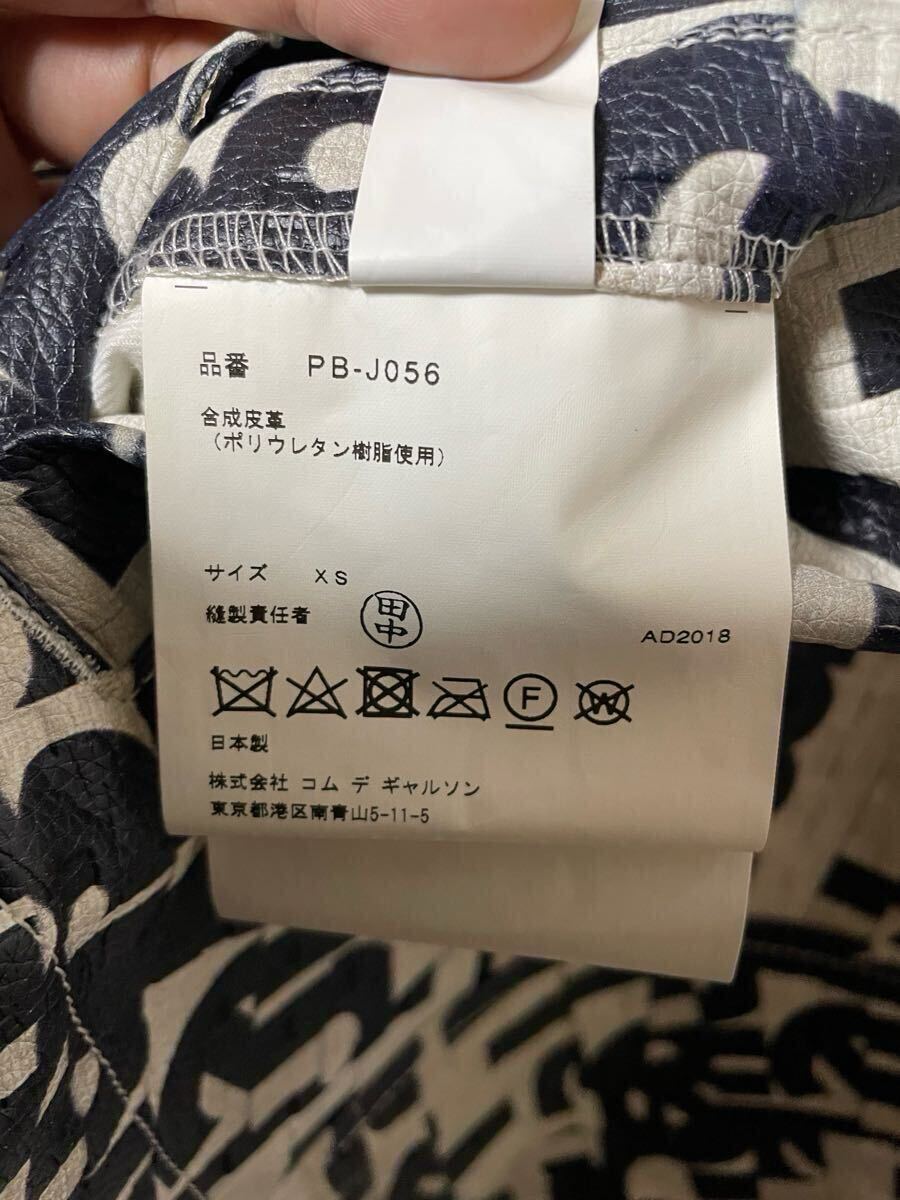 品番 PB-J056
合成皮革
（ポリウレタン樹脂使用）
サイズ XS
縫製責任者 田中
AD2018
F W
日本製
株式会社 コム デ ギャルソン
東京都港区南青山5-11-5